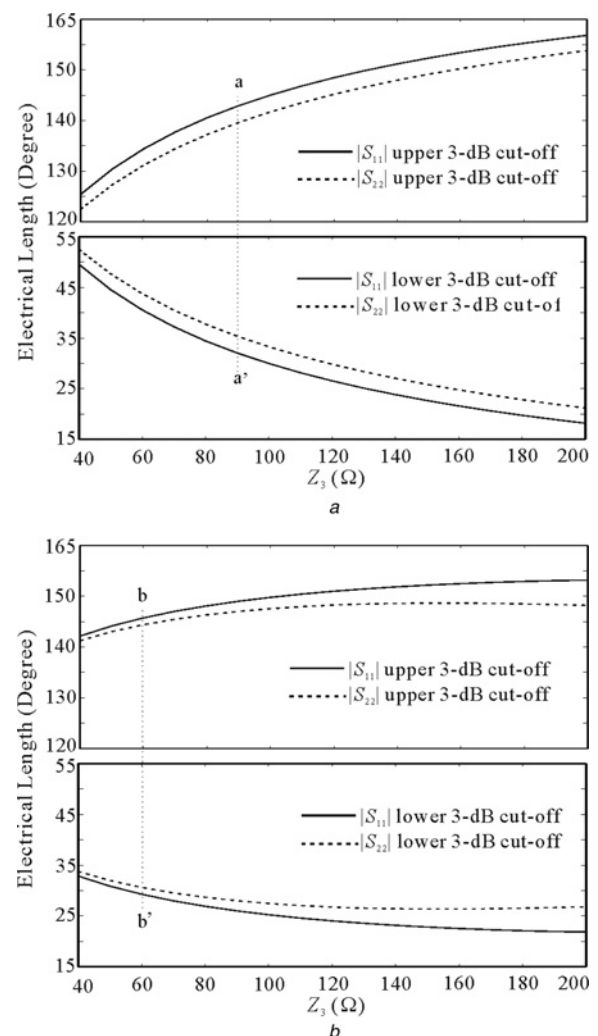 165
150
140
130
120
a
|S₁₁| upper 3-dB cut-off
|S₂₂| upper 3-dB cut-off
55
45
35
25
15
|S₁₁| lower 3-dB cut-off
|S₂₂| lower 3-dB cut-of
a’
Electrical Length (Degree)
40 60 80 100 120 140 160 180 200
Z₃ (Ω)
a
165
150
140
130
120
b
|S₁₁| upper 3-dB cut-off
|S₂₂| upper 3-dB cut-off
55
45
35
25
15
|S₁₁| lower 3-dB cut-off
|S₂₂| lower 3-dB cut-off
b’
Electrical Length (Degree)
40 60 80 100 120 140 160 180 200
Z₃ (Ω)
b